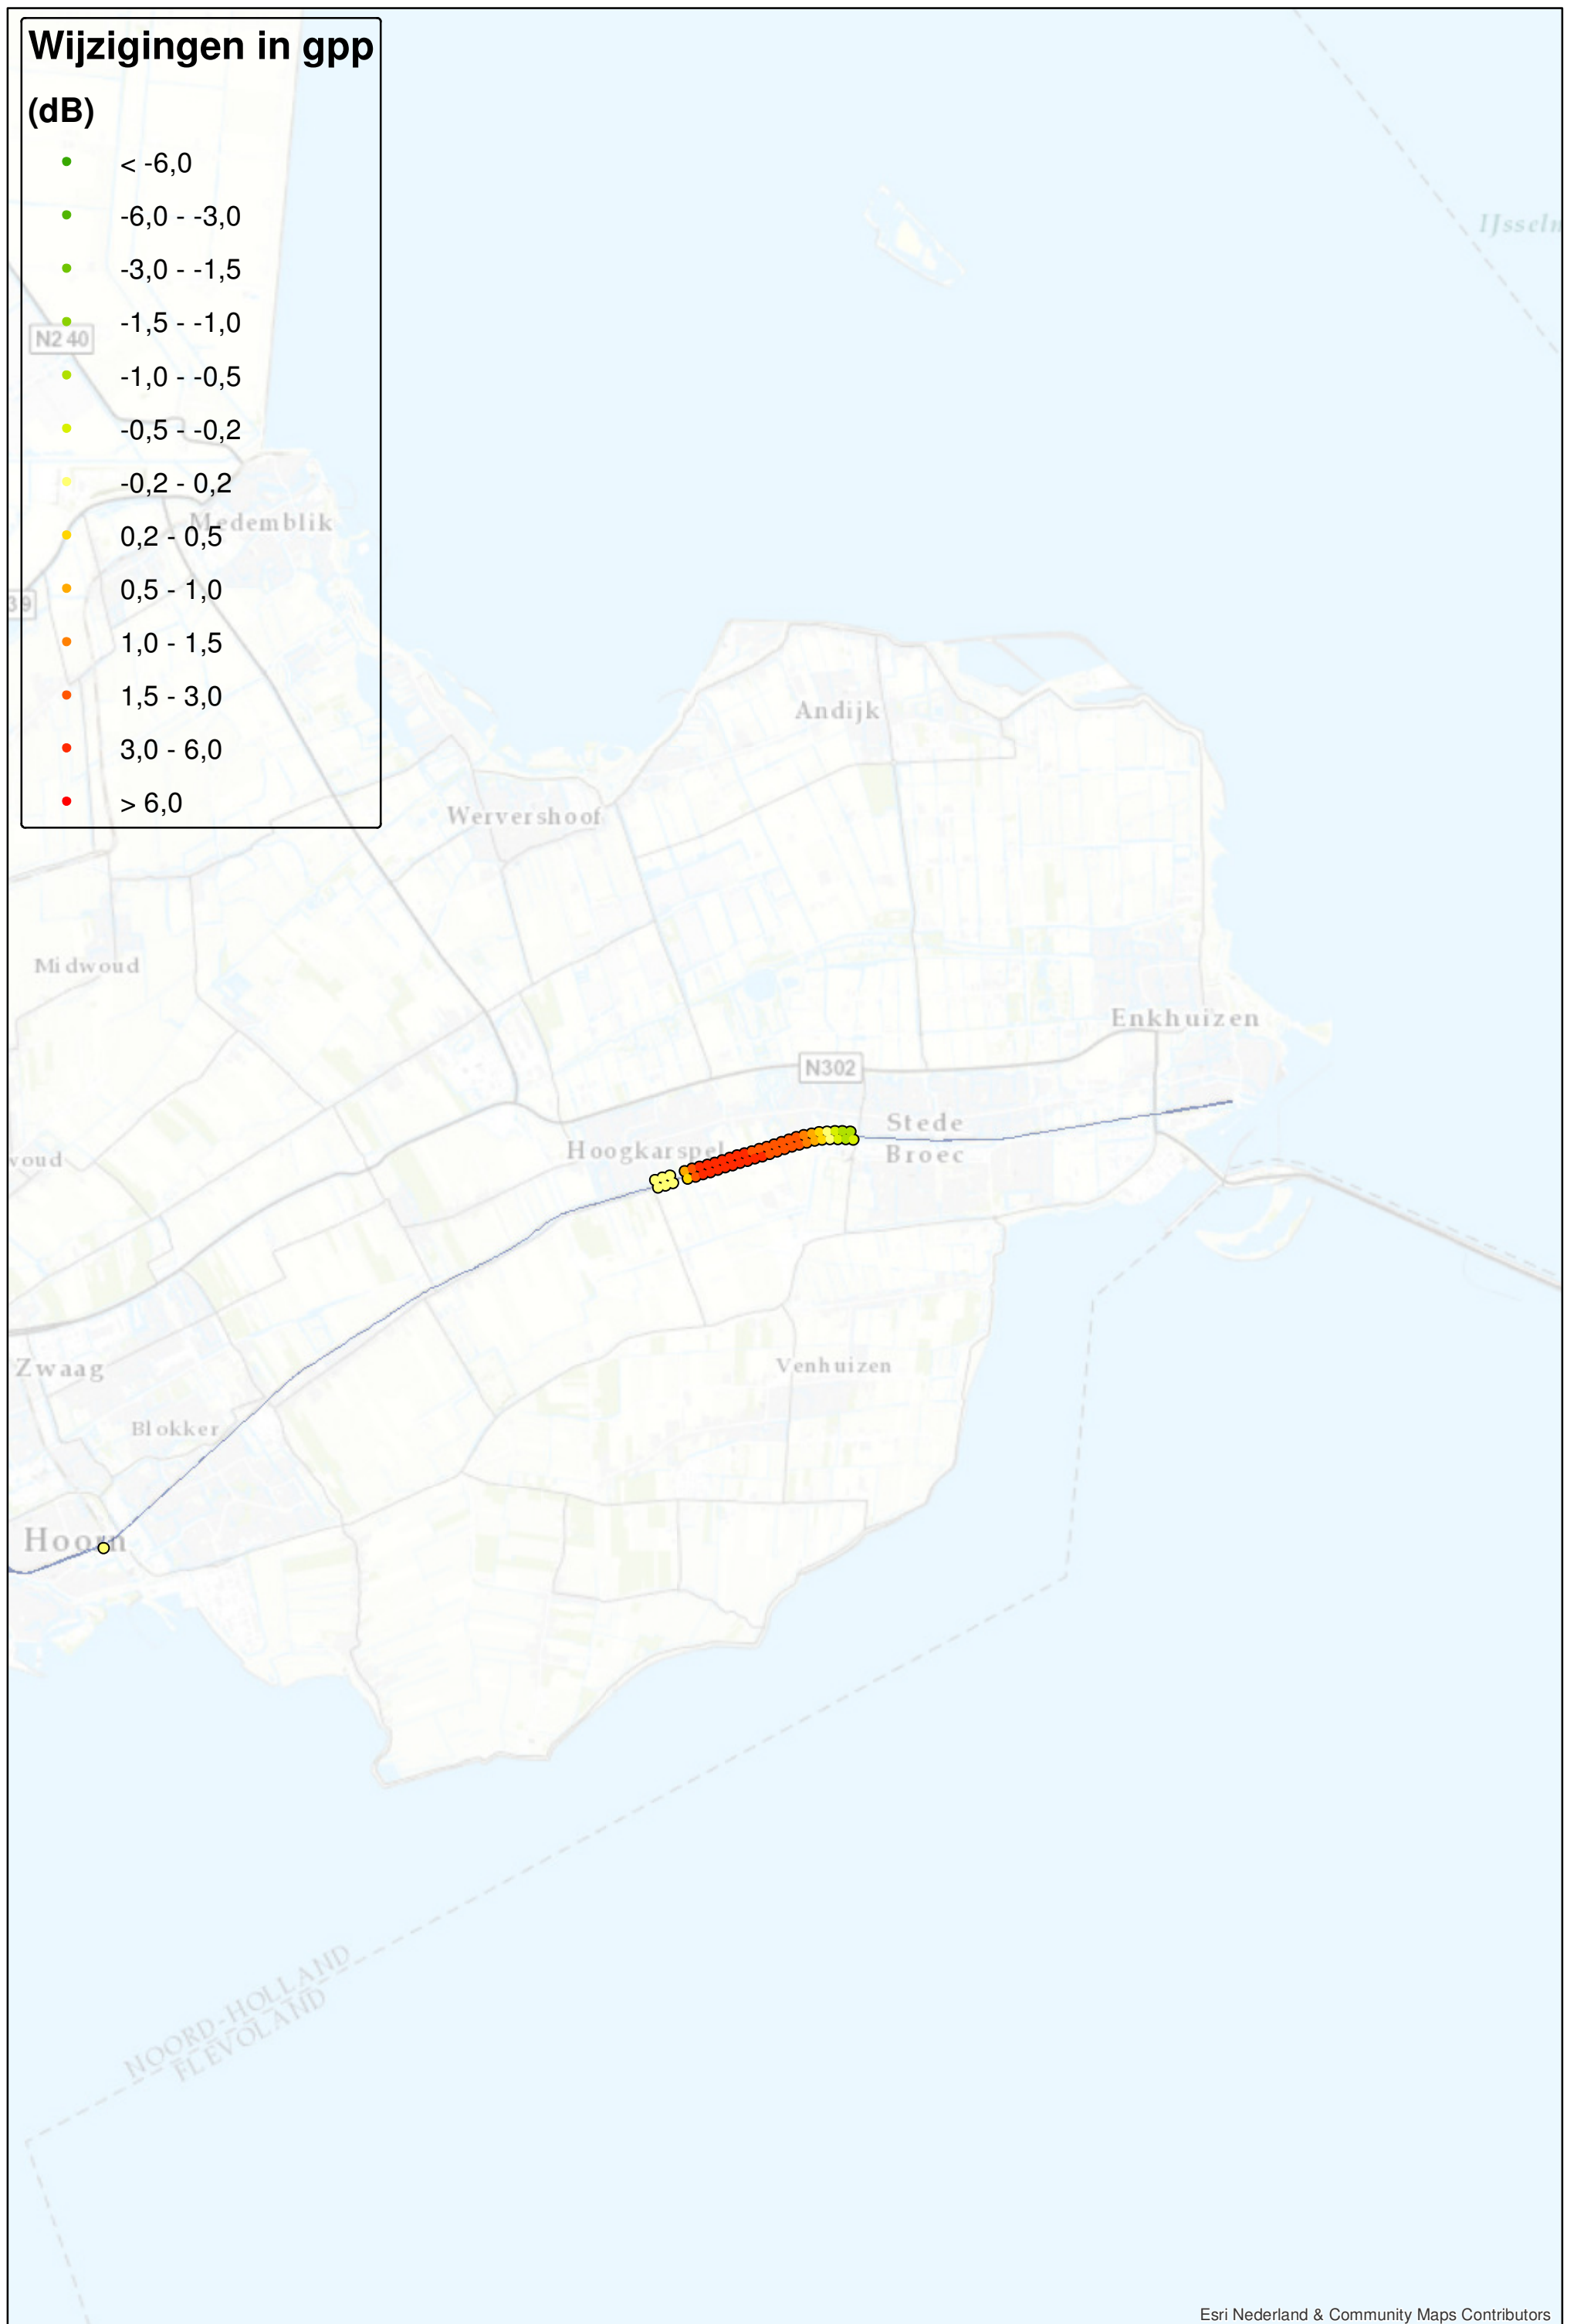 Wijzigingen in gpp
(dB)
< -6,0
-6,0 - -3,0
-3,0 - -1,5
-1,5 - -1,0
-1,0 - -0,5
-0,5 - -0,2
-0,2 - 0,2
0,2 - 0,5
0,5 - 1,0
1,0 - 1,5
1,5 - 3,0
3,0 - 6,0
> 6,0
IJsseln
N240
Medemblik
39
Andijk
Wervershoof
Midwoud
Enkhuizen
N302
Stede
Broec
Hoogkarspel
woud
Zwaag
Venhuizen
Blokker
Hoorn
NOORD-HOLLAND
FLEVOLAND
Esri Nederland & Community Maps Contributors